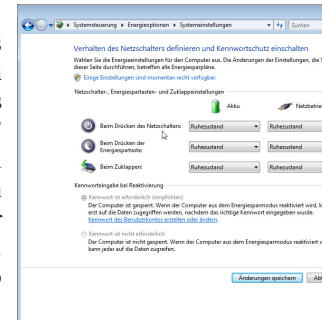 Systemsteuerung Energieoptionen Systemeinstellungen Suchen
Verhalten des Netzschalters definieren und Kennwortschutz einschalten
Wählen Sie die Energieeinstellungen für den Computer aus. Die Änderungen der Einstellungen, die S
dieser Seite durchführen, betreffen alle Energiesparpläne.
Einige Einstellungen sind momentan nicht verfügbar.
Netzschalter-, Energiespartasten- und Zuklappeinstellungen
Akku Netzbetrie
Beim Drücken des Netzschalters: Ruhezustand Ruhezustand
Beim Drücken der
Energiespartaste: Ruhezustand Ruhezustand
Beim Zuklappen: Ruhezustand Ruhezustand
Kennworteingabe bei Reaktivierung
Kennwort ist erforderlich (empfohlen)
Der Computer ist gesperrt. Wenn der Computer aus dem Energiesparmodus reaktiviert wird, k
erst auf die Daten zugegriffen werden, nachdem das richtige Kennwort eingegeben wurde.
Kennwort des Benutzerkontos erstellen oder ändern.
Kennwort ist nicht erforderlich
Der Computer ist nicht gesperrt. Wenn der Computer aus dem Energiesparmodus reaktiviert w
kann jeder auf die Daten zugreifen.
Änderungen speichern Ab